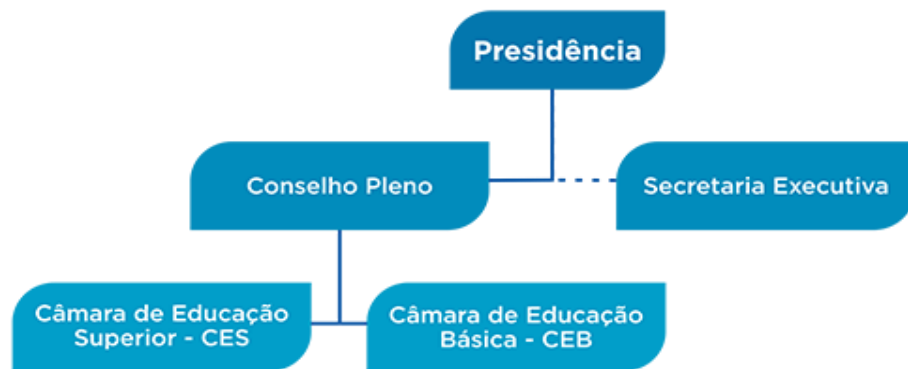 Presidência
Conselho Pleno
Secretaria Executiva
Câmara de Educação
Superior - CES
Câmara de Educação
Básica - CEB